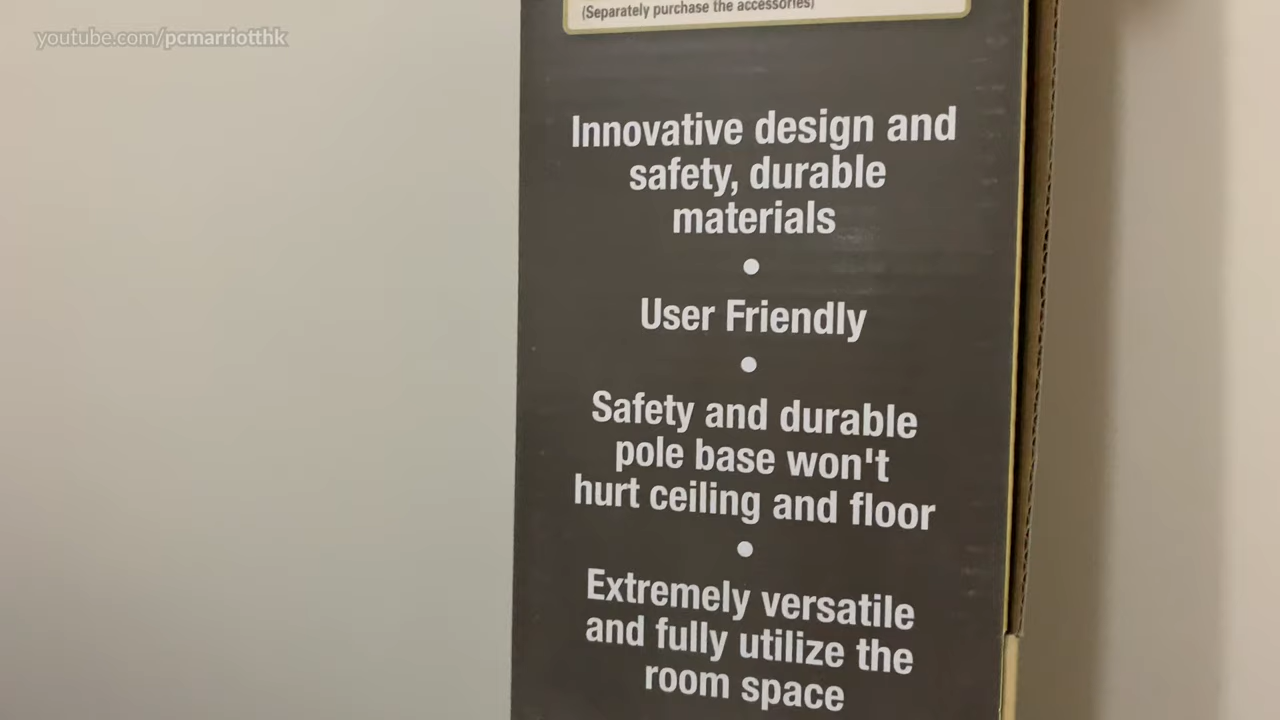 youtube.com/pcmarriotthk
(Separately purchase the accessories)
Innovative design and
safety, durable
materials
•
User Friendly
•
Safety and durable
pole base won't
hurt ceiling and floor
•
Extremely versatile
and fully utilize the
room space